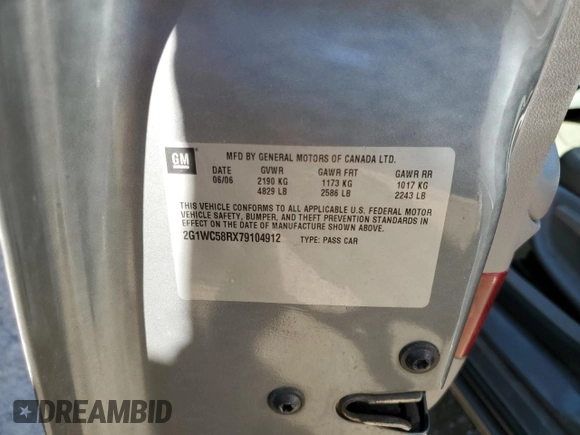 GM
MFD BY GENERAL MOTORS OF CANADA LTD.
DATE GVWR GAWR FRT GAWR RR
06/06 2190 KG 1173 KG 1017 KG
4829 LB 2586 LB 2243 LB
THIS VEHICLE CONFORMS TO ALL APPLICABLE U.S. FEDERAL MOTOR
VEHICLE SAFETY, BUMPER, AND THEFT PREVENTION STANDARDS IN
EFFECT ON THE DATE OF MANUFACTURE SHOWN ABOVE.
2G1WC58RX79104912 TYPE: PASS CAR
DREAMBID